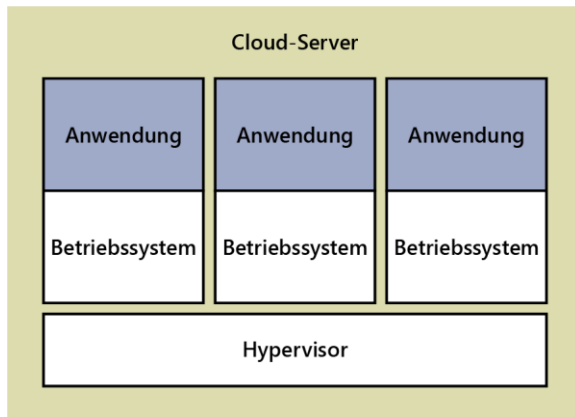 Cloud-Server
Anwendung Anwendung Anwendung
Betriebssystem Betriebssystem Betriebssystem
Hypervisor